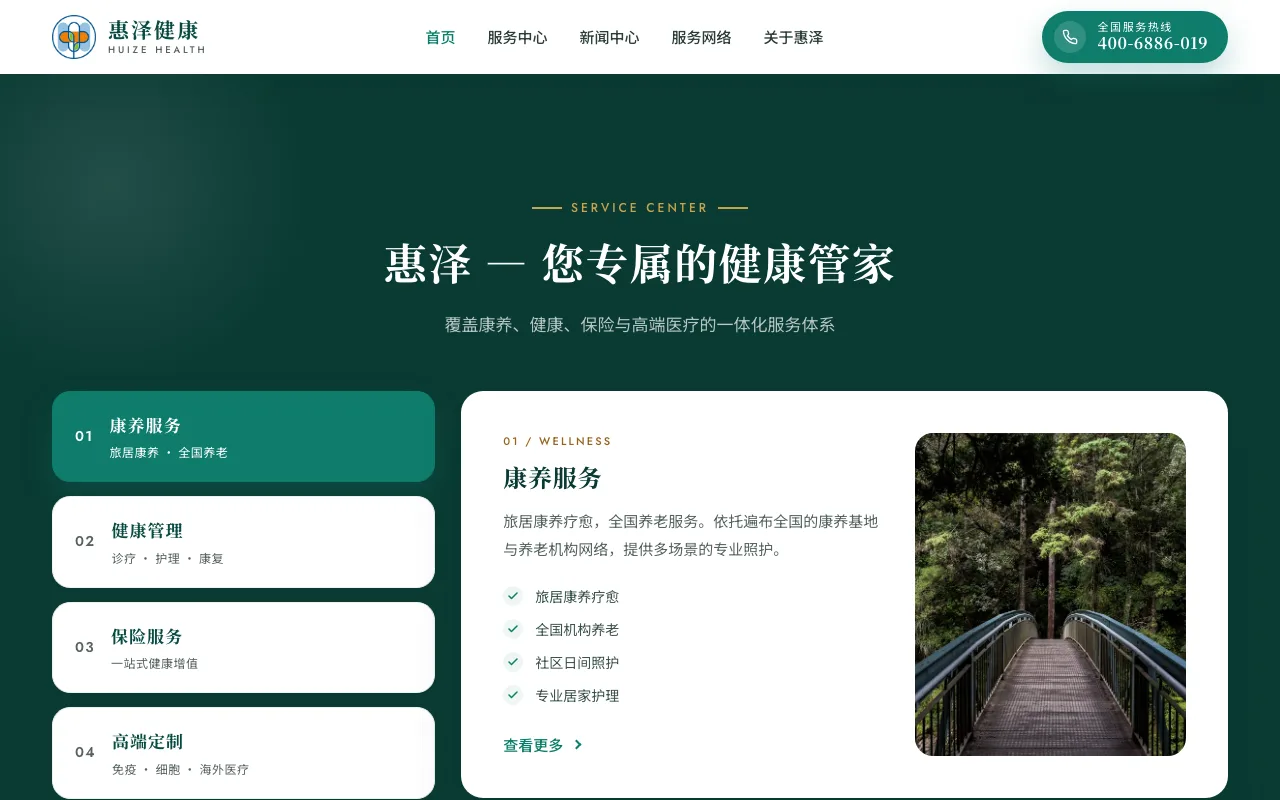 惠泽健康
HUIZE HEALTH
首页 服务中心 新闻中心 服务网络 关于惠泽
全国服务热线
400-6886-019
SERVICE CENTER
惠泽 — 您专属的健康管家
覆盖康养、健康、保险与高端医疗的一体化服务体系
01 康养服务
旅居康养 · 全国养老
02 健康管理
诊疗 · 护理 · 康复
03 保险服务
一站式健康增值
04 高端定制
免疫 · 细胞 · 海外医疗
01 / WELLNESS
康养服务
旅居康养疗愈，全国养老服务。依托遍布全国的康养基地
与养老机构网络，提供多场景的专业照护。
旅居康养疗愈
全国机构养老
社区日间照护
专业居家护理
查看更多